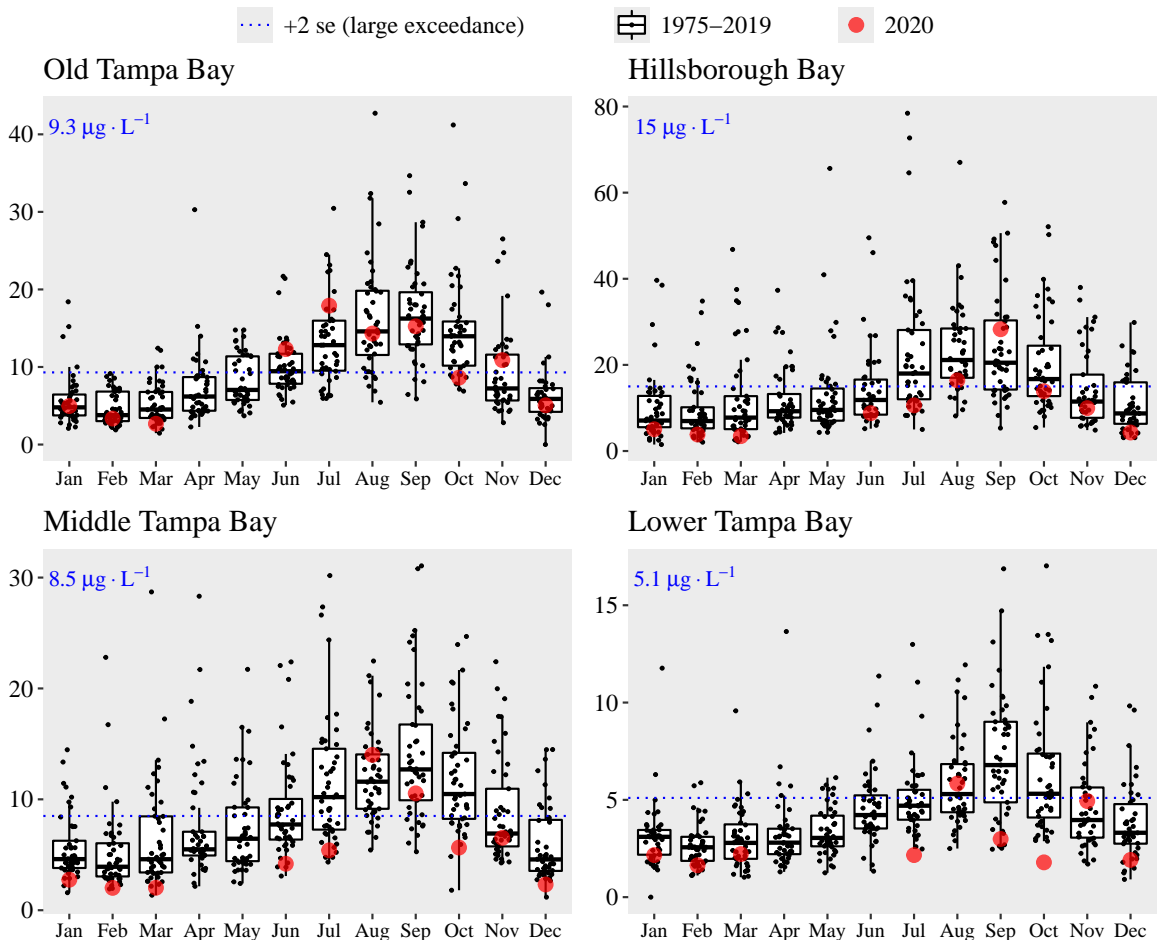 +2 se (large exceedance) 1975−2019 2020
Old Tampa Bay
9.3 μg · L⁻¹
40
30
20
10
0
Jan Feb Mar Apr May Jun Jul Aug Sep Oct Nov Dec
Hillsborough Bay
15 μg · L⁻¹
80
60
40
20
0
Jan Feb Mar Apr May Jun Jul Aug Sep Oct Nov Dec
Middle Tampa Bay
8.5 μg · L⁻¹
30
20
10
0
Jan Feb Mar Apr May Jun Jul Aug Sep Oct Nov Dec
Lower Tampa Bay
5.1 μg · L⁻¹
15
10
5
0
Jan Feb Mar Apr May Jun Jul Aug Sep Oct Nov Dec